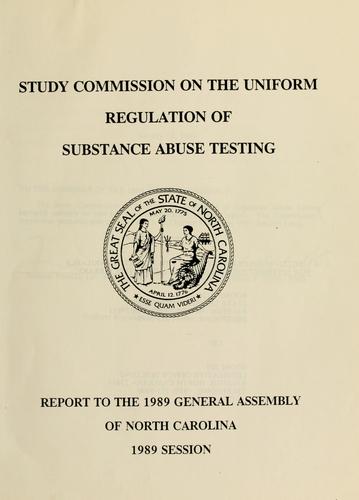 STUDY COMMISSION ON THE UNIFORM
REGULATION OF
SUBSTANCE ABUSE TESTING
THE GREAT SEAL OF THE STATE OF NORTH CAROLINA
MAY 20, 1775
APRIL 12, 1776
ESSE QUAM VIDERI
REPORT TO THE 1989 GENERAL ASSEMBLY
OF NORTH CAROLINA
1989 SESSION